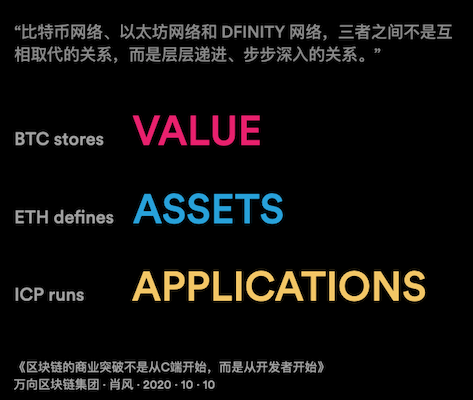 “比特币网络、以太坊网络和 DFINITY 网络，三者之间不是互
相取代的关系，而是层层递进、步步深入的关系。”
BTC stores VALUE
ETH defines ASSETS
ICP runs APPLICATIONS
《区块链的商业突破不是从C端开始，而是从开发者开始》
万向区块链集团 · 肖风 · 2020 · 10 · 10